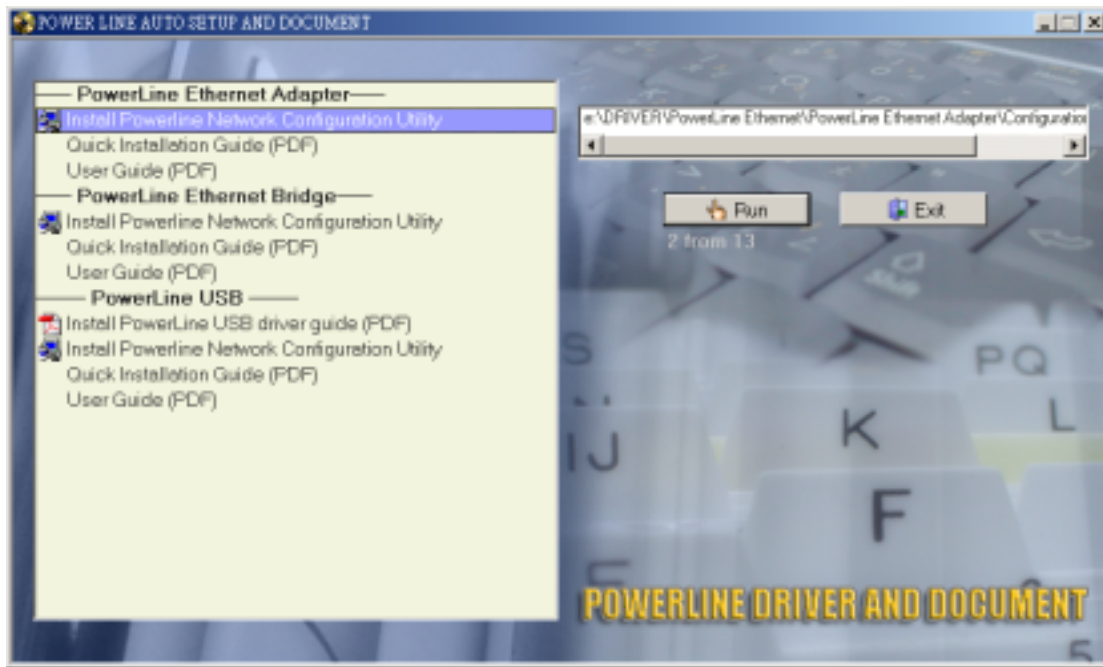 POWER LINE AUTO SETUP AND DOCUMENT
PowerLine Ethernet Adapter
Install Powerline Network Configuration Utility
Quick Installation Guide (PDF)
User Guide (PDF)
PowerLine Ethernet Bridge
Install Powerline Network Configuration Utility
Quick Installation Guide (PDF)
User Guide (PDF)
PowerLine USB
Install PowerLine USB driver guide (PDF)
Install Powerline Network Configuration Utility
Quick Installation Guide (PDF)
User Guide (PDF)
e:\DRIVER\PowerLine Ethernet\PowerLine Ethernet Adapter\Configuration
Run
Exit
2 from 13
Shift
S
PQ
IJ
K
L
F
POWERLINE DRIVER AND DOCUMENT
5